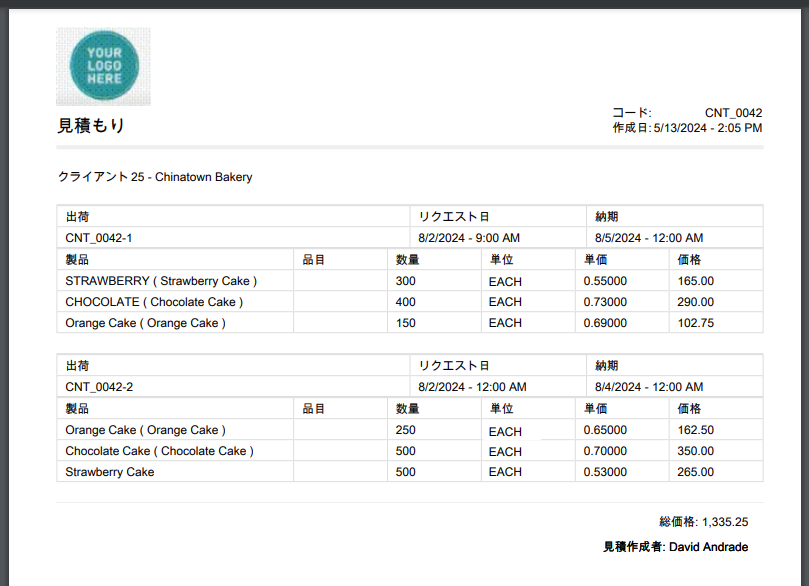 YOUR
LOGO
HERE
見積もり
コード: CNT_0042
作成日: 5/13/2024 - 2:05 PM
クライアント 25 - Chinatown Bakery
出荷 リクエスト日 納期
CNT_0042-1 8/2/2024 - 9:00 AM 8/5/2024 - 12:00 AM
製品 品目 数量 単位 単価 価格
STRAWBERRY ( Strawberry Cake ) 300 EACH 0.55000 165.00
CHOCOLATE ( Chocolate Cake ) 400 EACH 0.73000 290.00
Orange Cake ( Orange Cake ) 150 EACH 0.69000 102.75
出荷 リクエスト日 納期
CNT_0042-2 8/2/2024 - 12:00 AM 8/4/2024 - 12:00 AM
製品 品目 数量 単位 単価 価格
Orange Cake ( Orange Cake ) 250 EACH 0.65000 162.50
Chocolate Cake ( Chocolate Cake ) 500 EACH 0.70000 350.00
Strawberry Cake 500 EACH 0.53000 265.00
総価格: 1,335.25
見積作成者: David Andrade